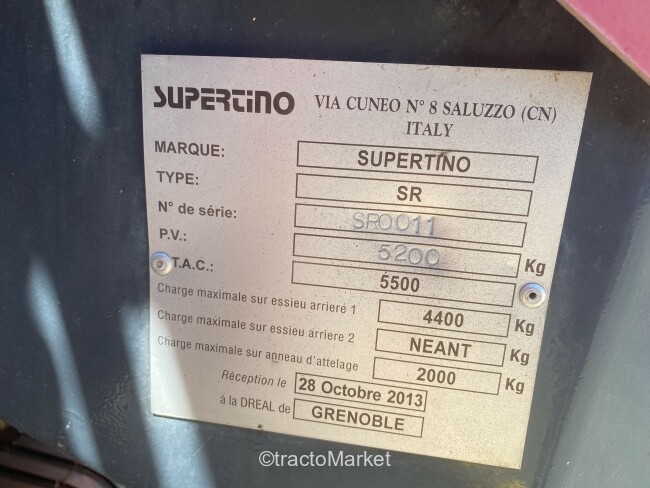 SUPERTINO VIA CUNEO N° 8 SALUZZO (CN)
ITALY
MARQUE: SUPERTINO
TYPE: SR
N° de série: SR0011
P.V.: 5200 Kg
T.A.C.: 5500
Charge maximale sur essieu arriere 1 4400 Kg
Charge maximale sur essieu arriere 2 NEANT Kg
Charge maximale sur anneau d'attelage 2000 Kg
Rèception le 28 Octobre 2013
à la DREAL de GRENOBLE
©tractoMarket